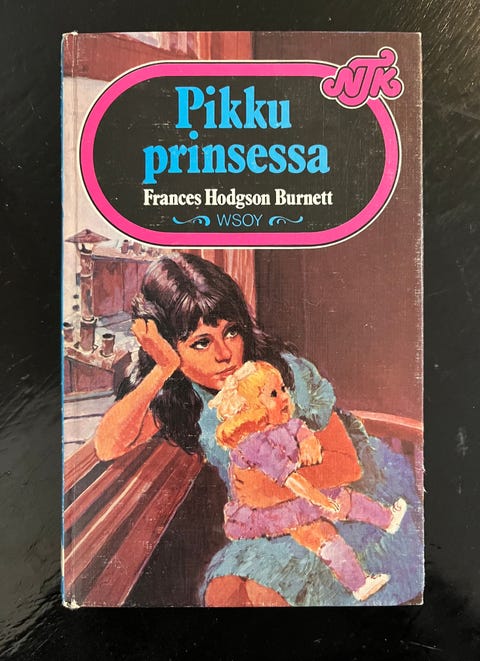 NTK
Pikku
prinsessa
Frances Hodgson Burnett
WSOY